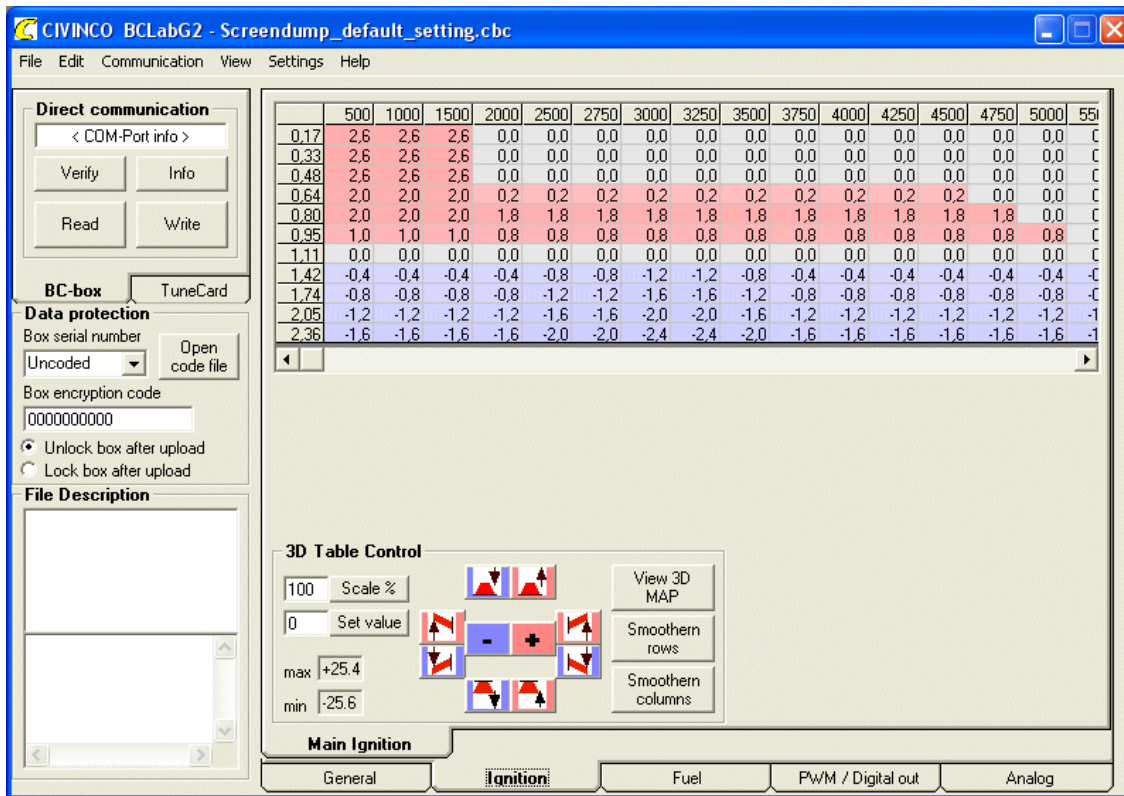 CIVINCO BCLabG2 - Screendump_default_setting.cbc
File Edit Communication View Settings Help
Direct communication
< COM-Port info >
Verify Info
Read Write
BC-box TuneCard
Data protection
Box serial number
Uncoded
Open code file
Box encryption code
0000000000
Unlock box after upload
Lock box after upload
File Description
500 1000 1500 2000 2500 2750 3000 3250 3500 3750 4000 4250 4500 4750 5000 55
0,17 2,6 2,6 2,6 0,0 0,0 0,0 0,0 0,0 0,0 0,0 0,0 0,0 0,0 0,0 0,0
0,33 2,6 2,6 2,6 0,0 0,0 0,0 0,0 0,0 0,0 0,0 0,0 0,0 0,0 0,0 0,0
0,48 2,6 2,6 2,6 0,0 0,0 0,0 0,0 0,0 0,0 0,0 0,0 0,0 0,0 0,0 0,0
0,64 2,0 2,0 2,0 0,2 0,2 0,2 0,2 0,2 0,2 0,2 0,2 0,2 0,2 0,0 0,0
0,80 2,0 2,0 2,0 1,8 1,8 1,8 1,8 1,8 1,8 1,8 1,8 1,8 1,8 1,8 0,0
0,95 1,0 1,0 1,0 0,8 0,8 0,8 0,8 0,8 0,8 0,8 0,8 0,8 0,8 0,8 0,8
1,11 0,0 0,0 0,0 0,0 0,0 0,0 0,0 0,0 0,0 0,0 0,0 0,0 0,0 0,0 0,0
1,42 -0,4 -0,4 -0,4 -0,4 -0,8 -0,8 -1,2 -1,2 -0,8 -0,4 -0,4 -0,4 -0,4 -0,4 -0,4
1,74 -0,8 -0,8 -0,8 -0,8 -1,2 -1,2 -1,6 -1,6 -1,2 -0,8 -0,8 -0,8 -0,8 -0,8 -0,8
2,05 -1,2 -1,2 -1,2 -1,2 -1,6 -1,6 -2,0 -2,0 -1,6 -1,2 -1,2 -1,2 -1,2 -1,2 -1,2 -1
2,36 -1,6 -1,6 -1,6 -1,6 -2,0 -2,0 -2,4 -2,4 -2,0 -1,6 -1,6 -1,6 -1,6 -1,6 -1,6 -1
3D Table Control
100 Scale %
0 Set value
max +25.4
min -25.6
- +
View 3D
MAP
Smoothern
rows
Smoothern
columns
Main Ignition
General Ignition Fuel PWM / Digital out Analog